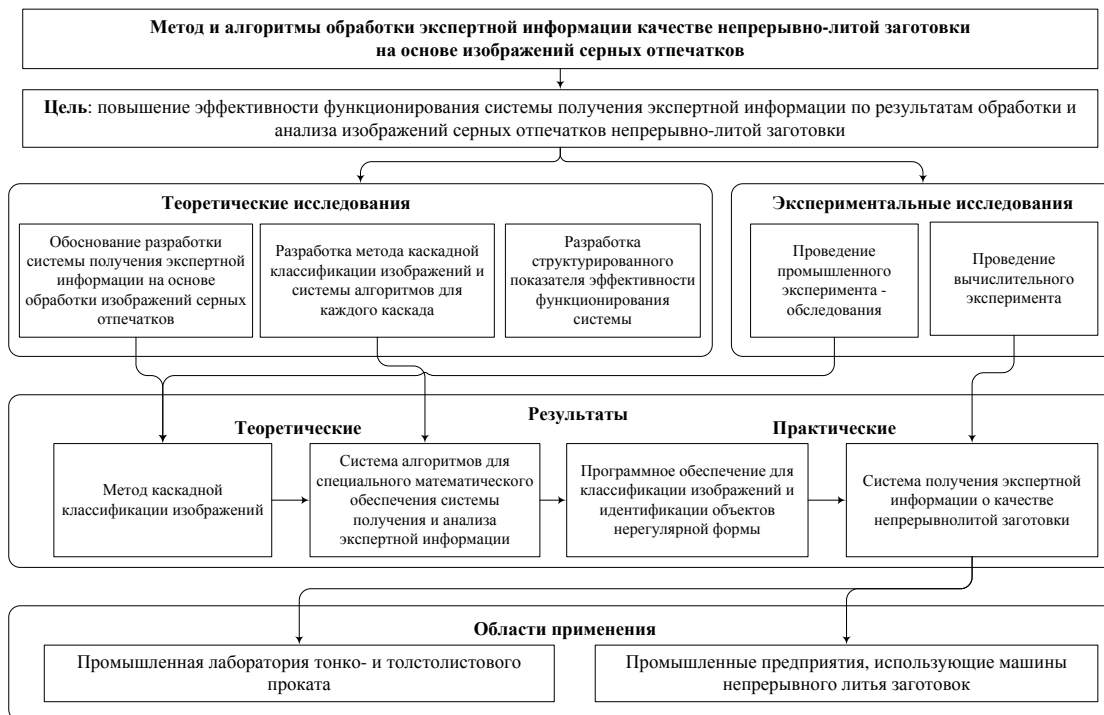 Метод и алгоритмы обработки экспертной информации качестве непрерывно-литой заготовки
на основе изображений серных отпечатков
Цель: повышение эффективности функционирования системы получения экспертной информации по результатам обработки и
анализа изображений серных отпечатков непрерывно-литой заготовки
Теоретические исследования
Обоснование разработки
системы получения экспертной
информации на основе
обработки изображений серных
отпечатков
Разработка метода каскадной
классификации изображений и
системы алгоритмов для
каждого каскада
Разработка
структурированного
показателя эффективности
функционирования
системы
Экспериментальные исследования
Проведение
промышленного
эксперимента -
обследования
Проведение
вычислительного
эксперимента
Результаты
Теоретические
Практические
Метод каскадной
классификации изображений
Система алгоритмов для
специального математического
обеспечения системы
получения и анализа
экспертной информации
Программное обеспечение для
классификации изображений и
идентификации объектов
нерегулярной формы
Система получения экспертной
информации о качестве
непрерывнолитой заготовки
Области применения
Промышленная лаборатория тонко- и толстолистового
проката
Промышленные предприятия, использующие машины
непрерывного литья заготовок